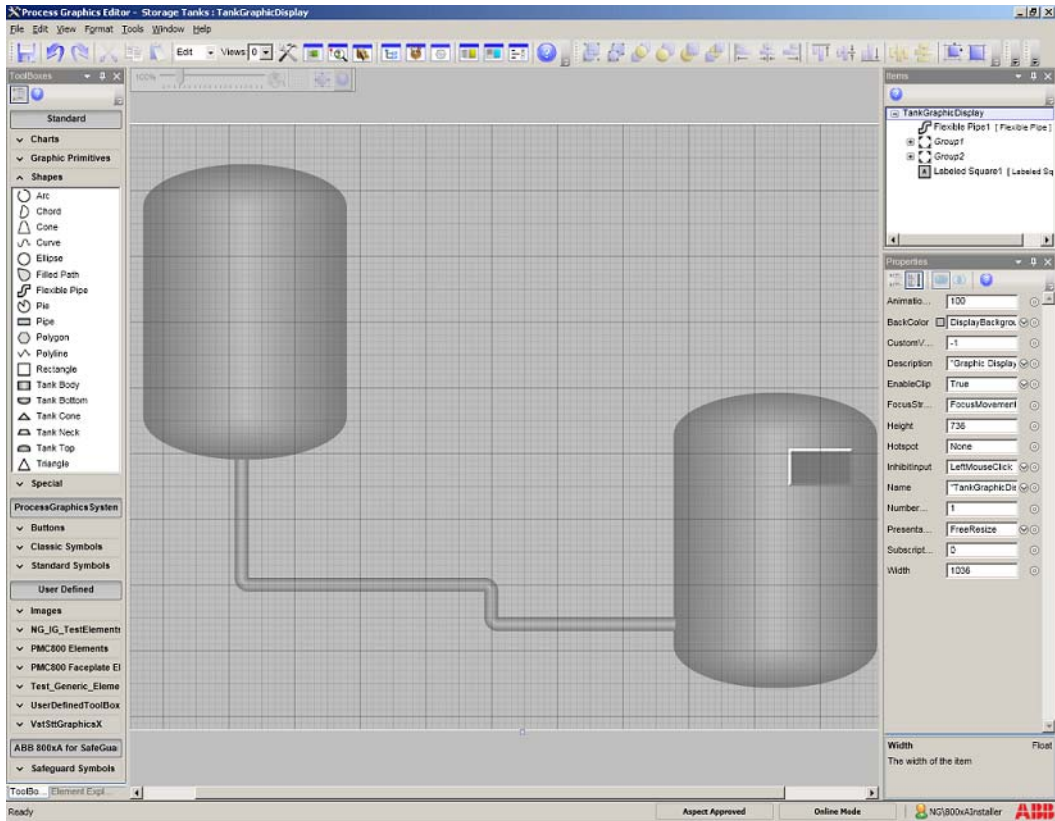 Process Graphics Editor - Storage Tanks : TankGraphicDisplay
File Edit View Format Tools Window Help
Edit Views 0
ToolBoxes
100%
Standard
Charts
Graphic Primitives
Shapes
Arc
Chord
Cone
Curve
Ellipse
Filled Path
Flexible Pipe
Pie
Pipe
Polygon
Polyline
Rectangle
Tank Body
Tank Bottom
Tank Cone
Tank Neck
Tank Top
Triangle
Special
ProcessGraphicsSystem
Buttons
Classic Symbols
Standard Symbols
User Defined
Images
NG_IG_TestElements
PMC800 Elements
PMC800 Faceplate El
Test_Generic_Eleme
UserDefinedToolBox
VatSttGraphicsX
ABB 800xA for SafeGua
Safeguard Symbols
ToolBo... Element Expl...
Items
TankGraphicDisplay
Flexible Pipe1 [Flexible Pipe]
Group1
Group2
A Labeled Square1 [Labeled Sq
Properties
Animatio... 100
BackColor DisplayBackgrou
CustomV... -1
Description "Graphic Display
EnableClip True
FocusStr... FocusMovement
Height 736
Hotspot None
InhibitInput LeftMouseClick
Name "TankGraphicDis
Number... 1
Presenta... FreeResize
Subscript... 0
Width 1036
Width Float
The width of the item
Ready Aspect Approved Online Mode NG\800xAInstaller ABB